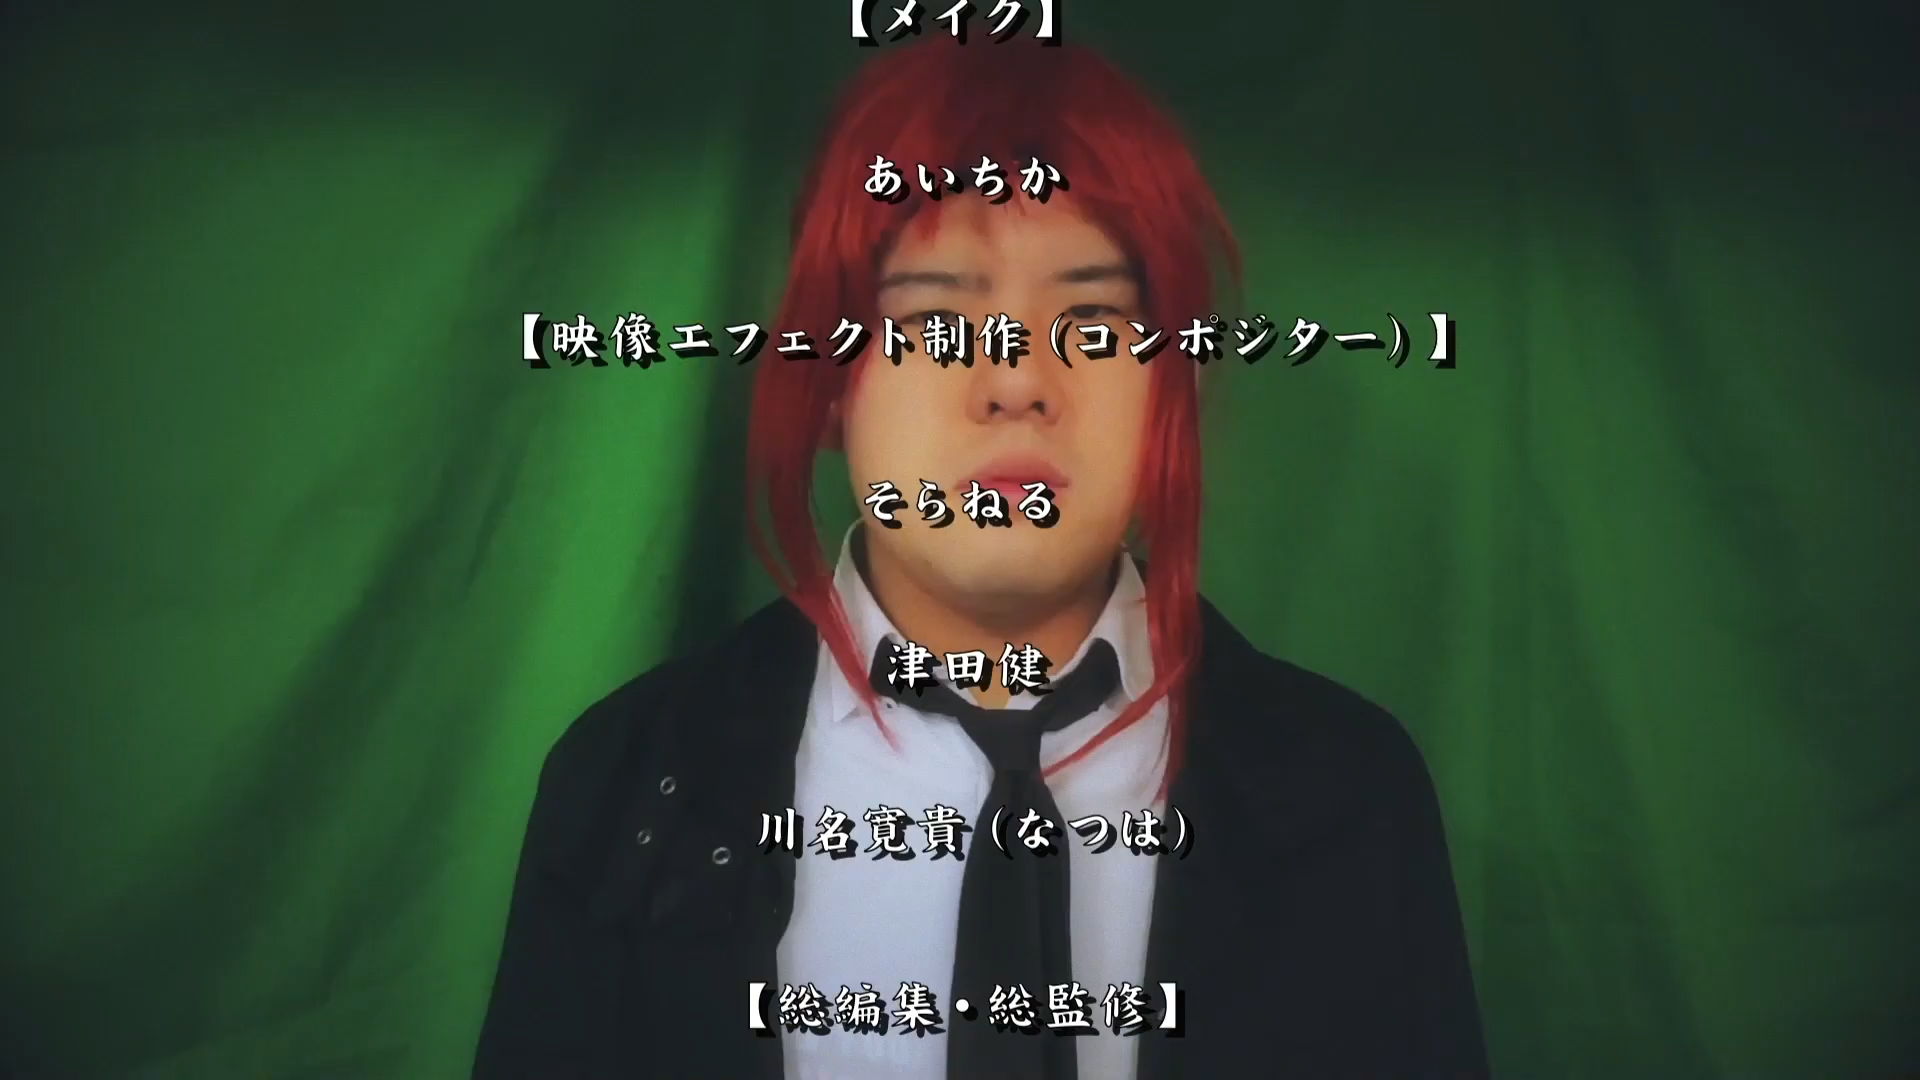 【メイク】
あいちか
【映像エフェクト制作（コンポジター）】
そらねる
津田健
川名寛貴（なつは）
【総編集・総監修】